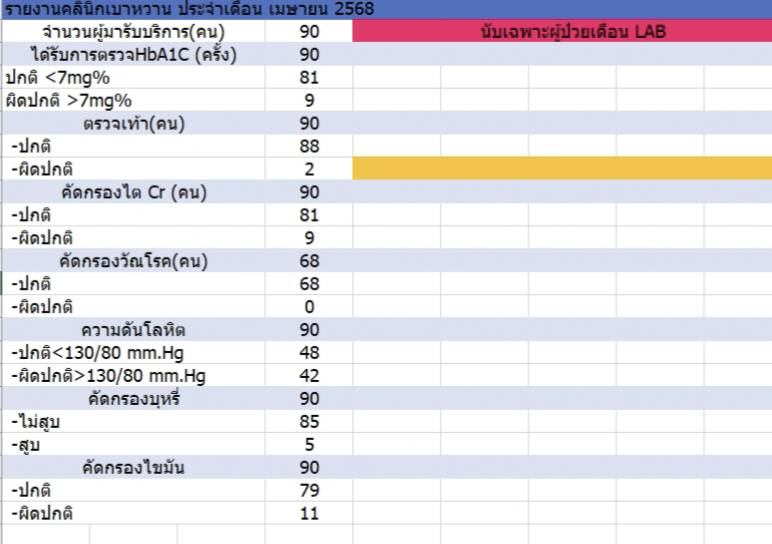 รายงานคลินิกเบาหวาน ประจำเดือน เมษายน 2568
จำนวนผู้มารับบริการ(คน) 90 นับเฉพาะผู้ป่วยเดือน LAB
ได้รับการตรวจHbA1C (ครั้ง) 90
ปกติ <7mg% 81
ผิดปกติ >7mg% 9
ตรวจเท้า(คน) 90
-ปกติ 88
-ผิดปกติ 2
คัดกรองไต Cr (คน) 90
-ปกติ 81
-ผิดปกติ 9
คัดกรองวัณโรค(คน) 68
-ปกติ 68
-ผิดปกติ 0
ความดันโลหิต 90
-ปกติ<130/80 mm.Hg 48
-ผิดปกติ>130/80 mm.Hg 42
คัดกรองบุหรี่ 90
-ไม่สูบ 85
-สูบ 5
คัดกรองไขมัน 90
-ปกติ 79
-ผิดปกติ 11